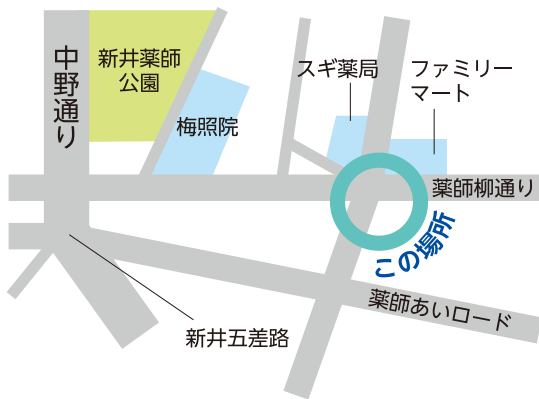 中野通り
新井薬師
公園
梅照院
スギ薬局
ファミリー
マート
薬師柳通り
この場所
薬師あいロード
新井五差路